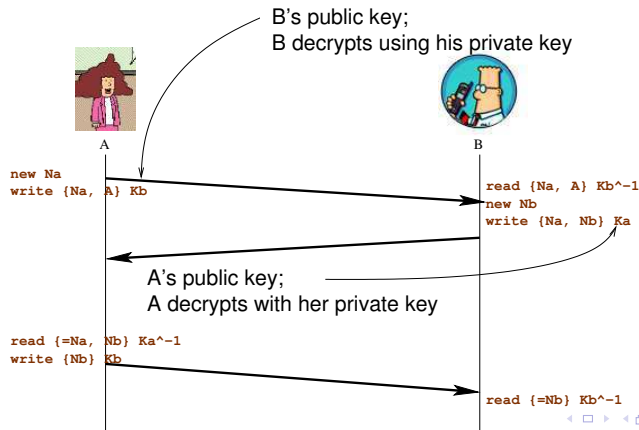 B's public key;
B decrypts using his private key
A
B
new Na
write {Na, A} Kb
read {Na, A} Kb^-1
new Nb
write {Na, Nb} Ka
A's public key;
A decrypts with her private key
read {=Na, Nb} Ka^-1
write {Nb} Kb
read {=Nb} Kb^-1